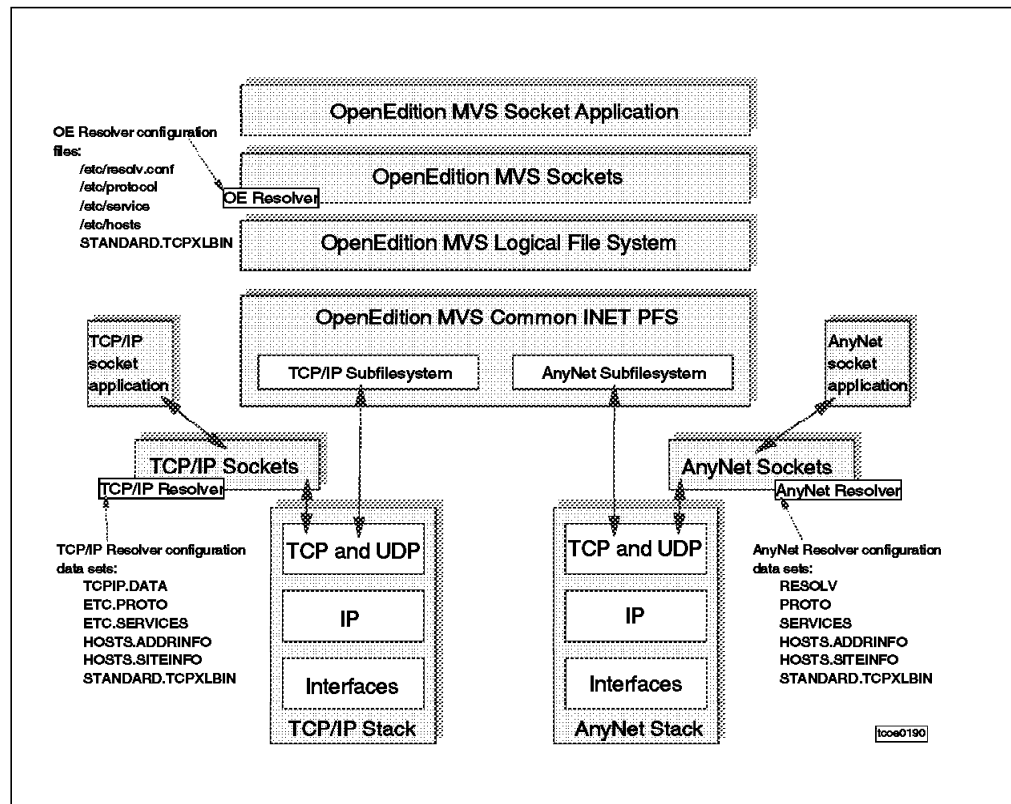 OpenEdition MVS Socket Application
OE Resolver configuration
files:
/etc/resolv.conf
/etc/protocol
/etc/service
/etc/hosts
STANDARD.TCPXLBIN
OpenEdition MVS Sockets
OE Resolver
OpenEdition MVS Logical File System
OpenEdition MVS Common INET PFS
TCP/IP Subfilesystem
AnyNet Subfilesystem
TCP/IP
socket
application
AnyNet
socket
application
TCP/IP Sockets
TCP/IP Resolver
AnyNet Sockets
AnyNet Resolver
TCP/IP Resolver configuration
data sets:
TCPIP.DATA
ETC.PROTO
ETC.SERVICES
HOSTS.ADDRINFO
HOSTS.SITEINFO
STANDARD.TCPXLBIN
TCP and UDP
IP
Interfaces
TCP/IP Stack
TCP and UDP
IP
Interfaces
AnyNet Stack
AnyNet Resolver configuration
data sets:
RESOLV
PROTO
SERVICES
HOSTS.ADDRINFO
HOSTS.SITEINFO
STANDARD.TCPXLBIN
tcoe0190